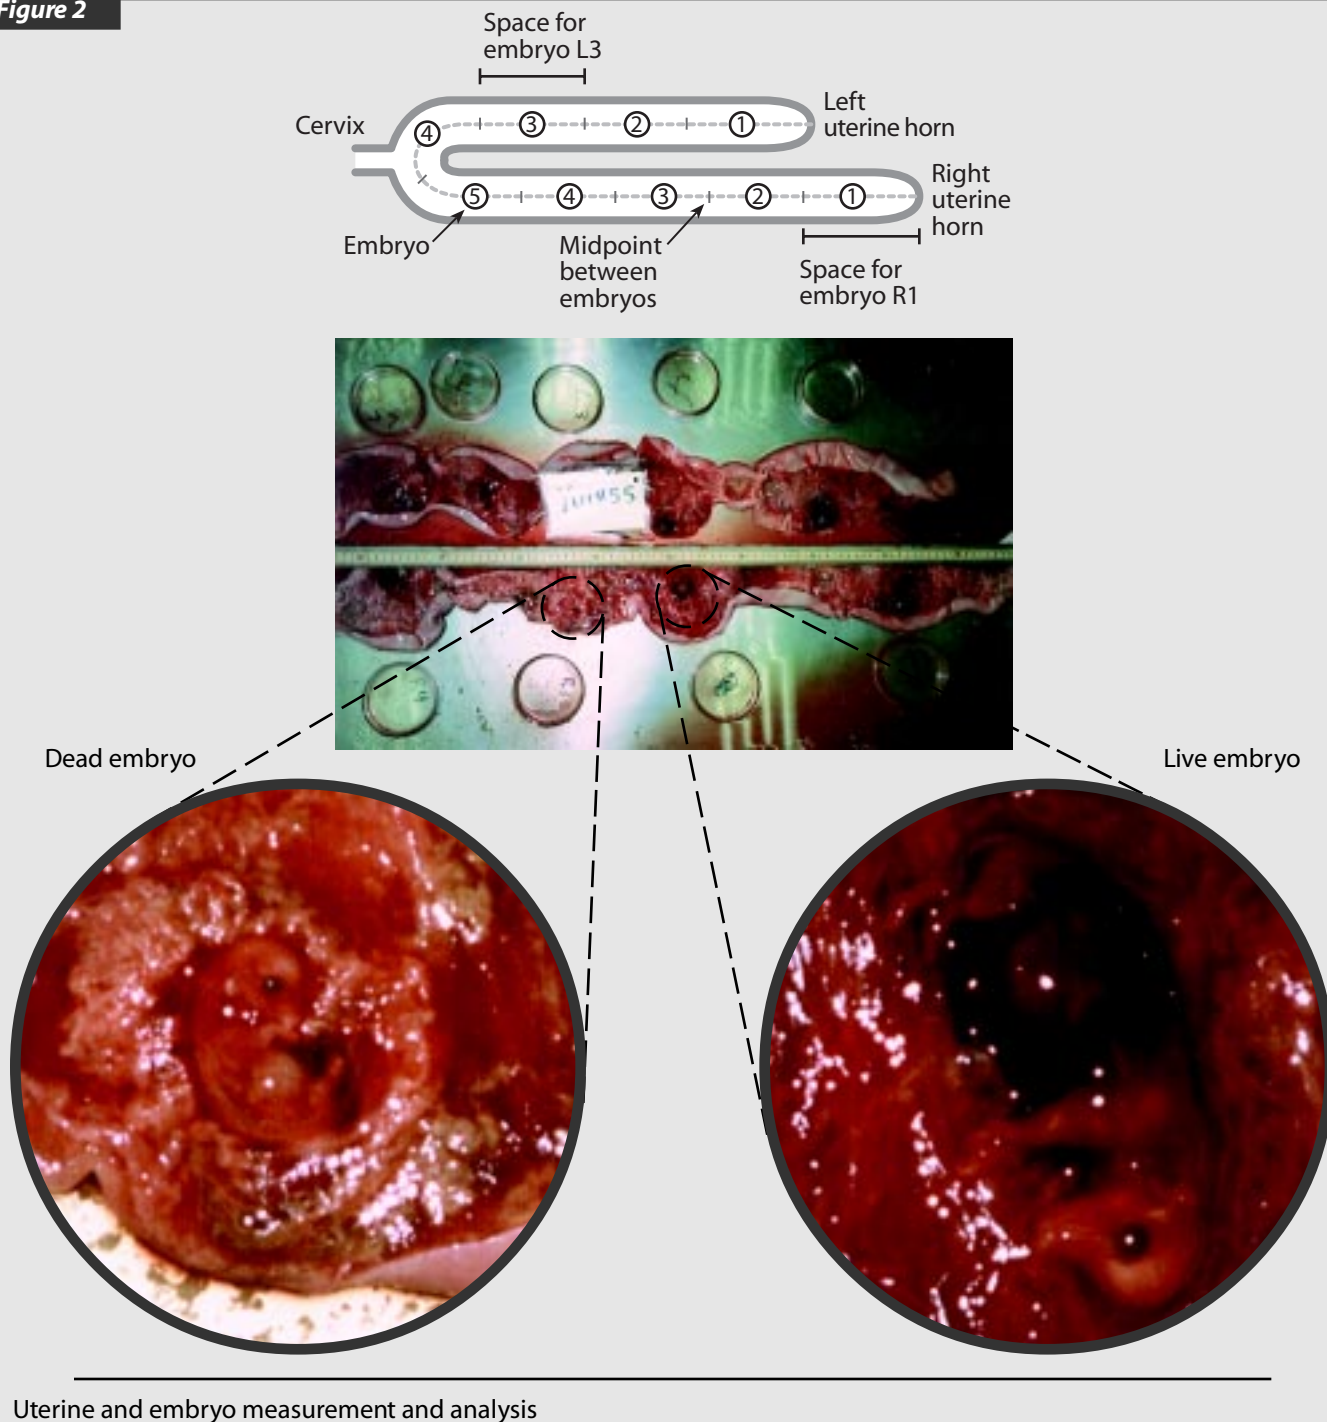 Figure 2
Space for
embryo L3
Cervix
Left
uterine horn
4
3
2
1
Right
uterine
horn
5
4
3
2
1
Embryo
Midpoint
between
embryos
Space for
embryo R1
Dead embryo
Live embryo
Uterine and embryo measurement and analysis